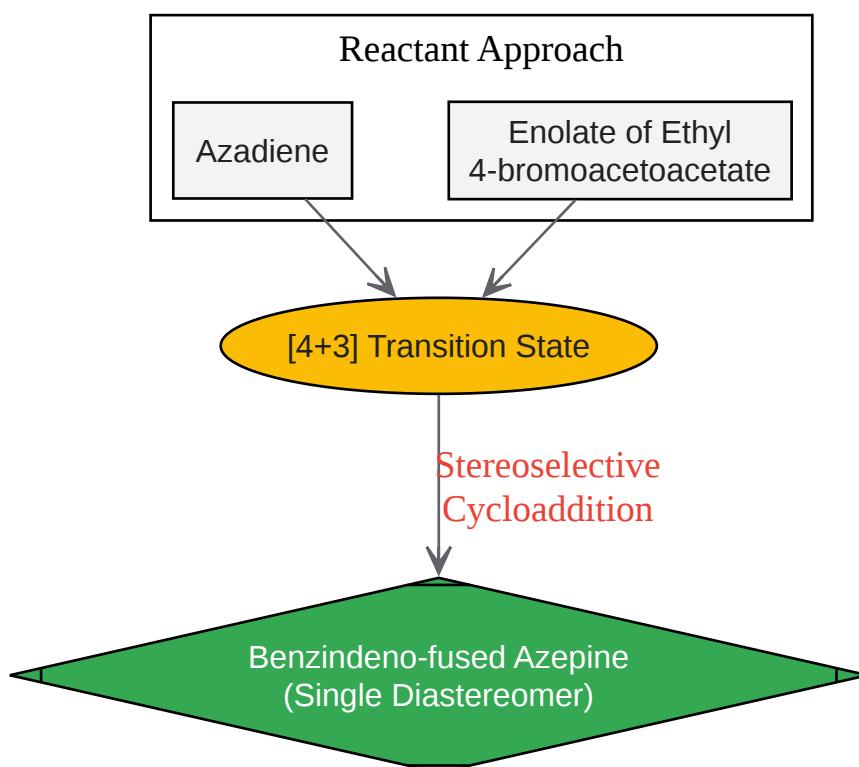 Reactant Approach
Azadiene
Enolate of Ethyl
4-bromoacetoacetate
[4+3] Transition State
Stereoselective
Cycloaddition
Benzindeno-fused Azepine
(Single Diastereomer)